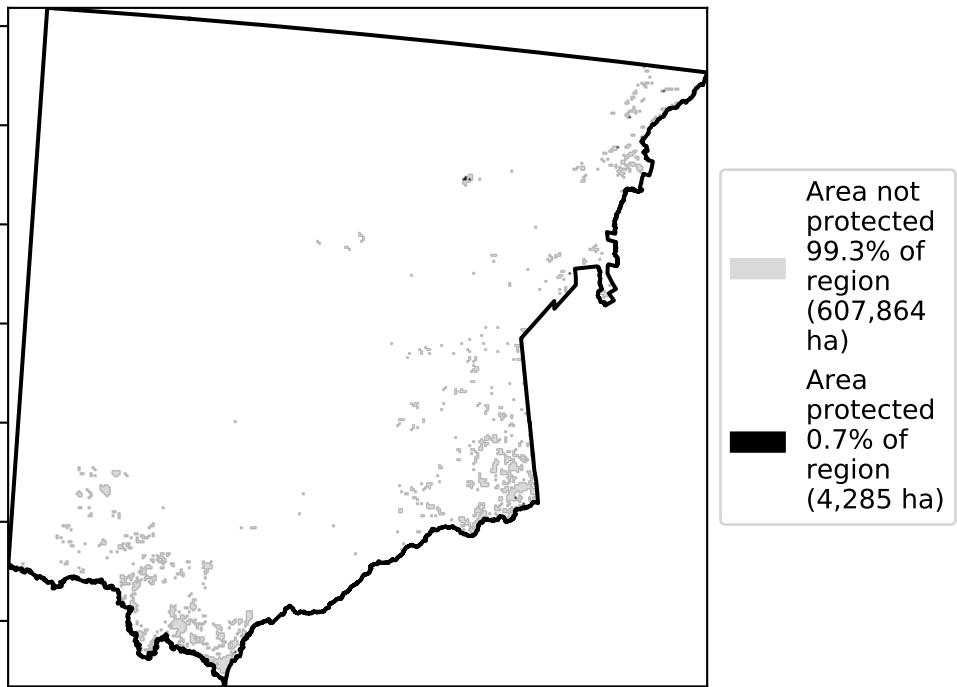 Area not
protected
99.3% of
region
(607,864
ha)
Area
protected
0.7% of
region
(4,285 ha)